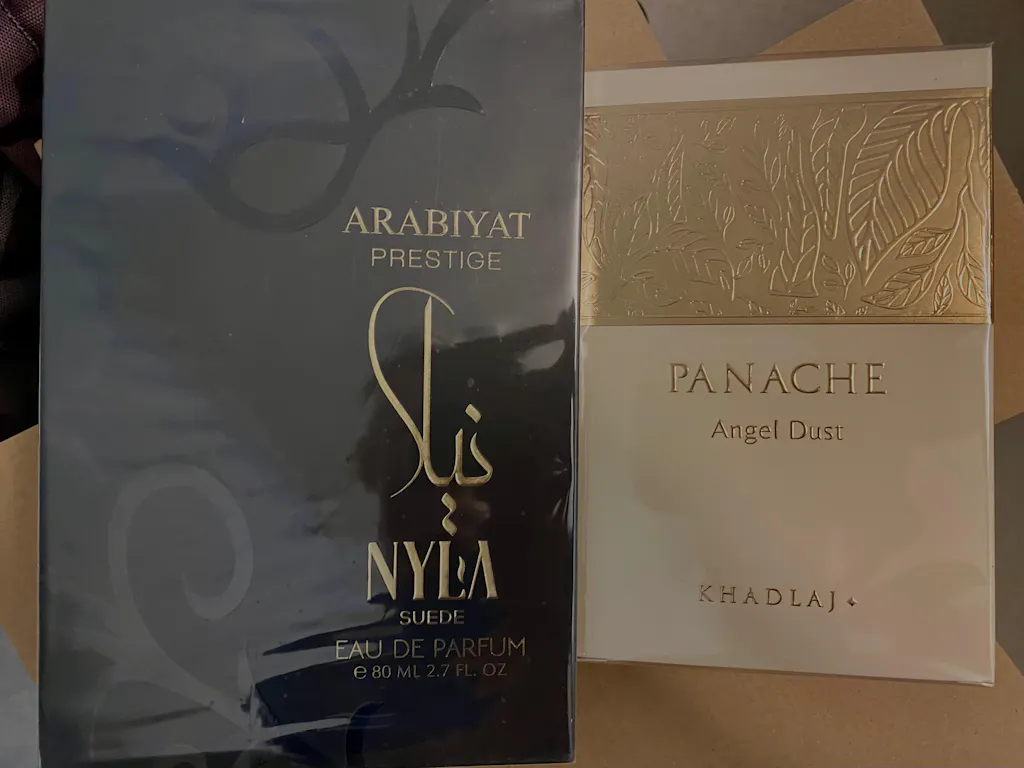 ARABIYAT
PRESTIGE
نيلا
NYLA
SUEDE
EAU DE PARFUM
℮ 80 ML 2.7 FL. OZ
PANACHE
Angel Dust
KHADLAJ